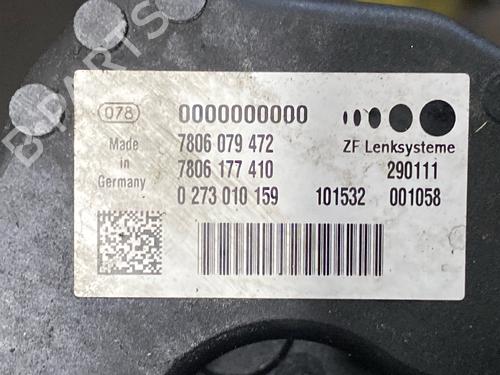 B-PARTS
078 0000000000
Made in Germany
7806 079 472
7806 177 410
0 273 010 159
ZF Lenksysteme
290111
101532 001058